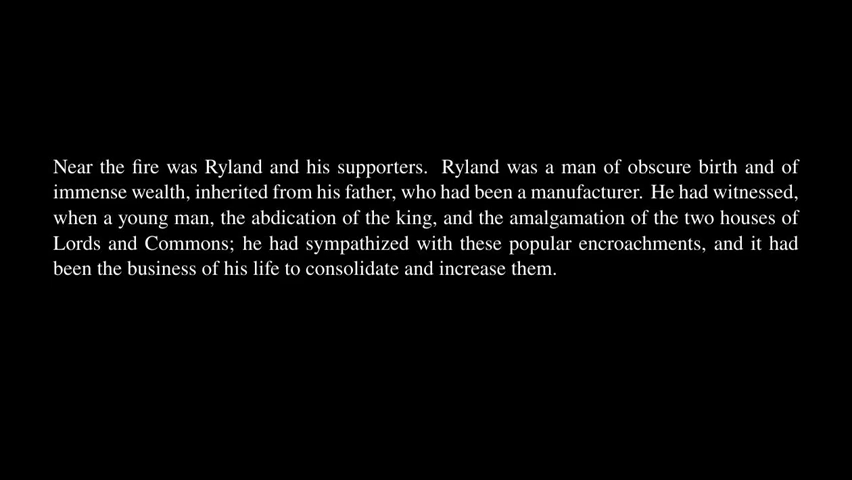 Near the fire was Ryland and his supporters. Ryland was a man of obscure birth and of
immense wealth, inherited from his father, who had been a manufacturer. He had witnessed,
when a young man, the abdication of the king, and the amalgamation of the two houses of
Lords and Commons; he had sympathized with these popular encroachments, and it had
been the business of his life to consolidate and increase them.